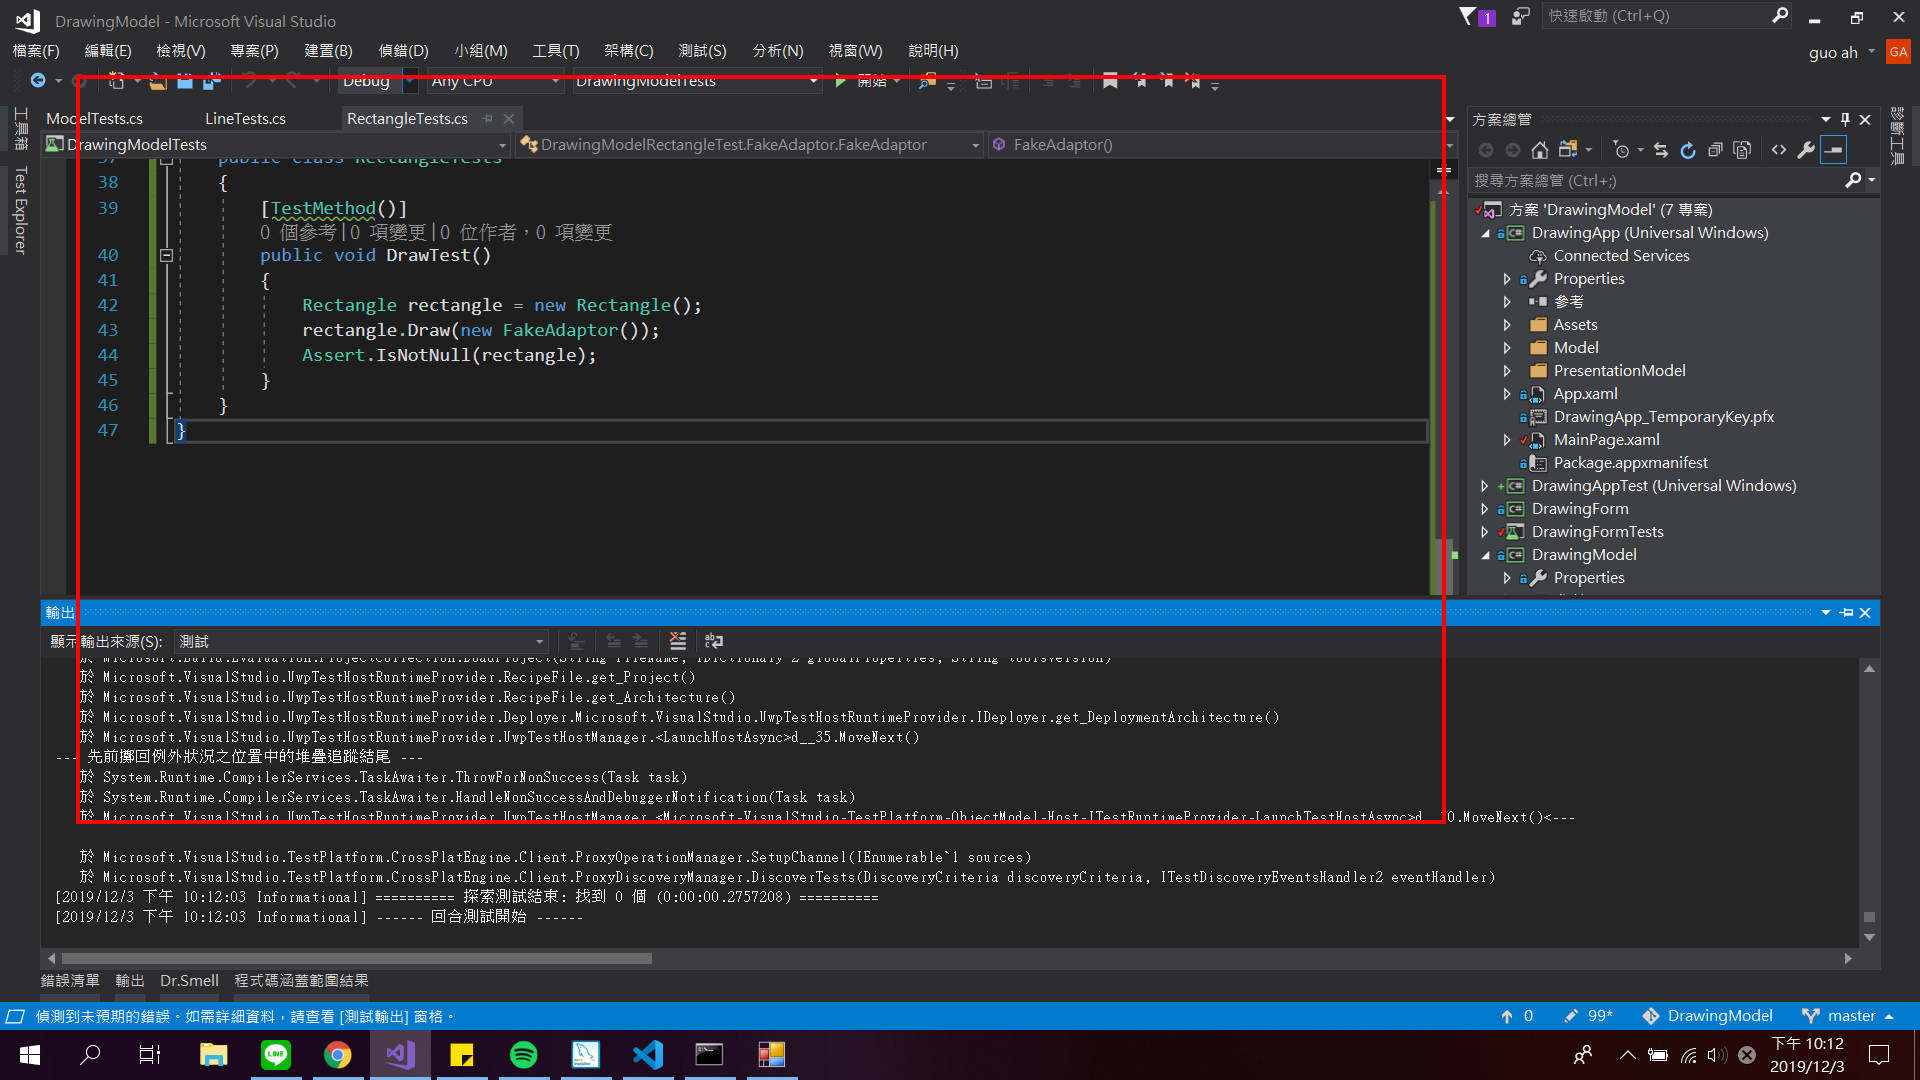 DrawingModel - Microsoft Visual Studio
1
快速啟動 (Ctrl+Q)
檔案(F) 編輯(E) 檢視(V) 專案(P) 建置(B) 偵錯(D) 小組(M) 工具(T) 架構(C) 測試(S) 分析(N) 視窗(W) 說明(H)
guo ah GA
Debug Any CPU DrawingModelTests 開始
工具箱
Test Explorer
ModelTests.cs LineTests.cs RectangleTests.cs
DrawingModelTests DrawingModelRectangleTest.FakeAdaptor.FakeAdaptor FakeAdaptor()
37 public class RectangleTests
38 {
39 [TestMethod()]
0 個參考|0 項變更|0 位作者，0 項變更
40 public void DrawTest()
41 {
42 Rectangle rectangle = new Rectangle();
43 rectangle.Draw(new FakeAdaptor());
44 Assert.IsNotNull(rectangle);
45 }
46 }
47 }
方案總管
診斷工具
搜尋方案總管 (Ctrl+;)
方案 'DrawingModel' (7 專案)
DrawingApp (Universal Windows)
Connected Services
Properties
參考
Assets
Model
PresentationModel
App.xaml
DrawingApp_TemporaryKey.pfx
MainPage.xaml
Package.appxmanifest
DrawingAppTest (Universal Windows)
DrawingForm
DrawingFormTests
DrawingModel
Properties
輸出
顯示輸出來源(S): 測試
於 Microsoft.Build.Evaluation.ProjectCollection.LoadProject(String fileName, IDictionary`2 globalProperties, String toolsVersion)
於 Microsoft.VisualStudio.UwpTestHostRuntimeProvider.RecipeFile.get_Project()
於 Microsoft.VisualStudio.UwpTestHostRuntimeProvider.RecipeFile.get_Architecture()
於 Microsoft.VisualStudio.UwpTestHostRuntimeProvider.Deployer.Microsoft.VisualStudio.UwpTestHostRuntimeProvider.IDeployer.get_DeploymentArchitecture()
於 Microsoft.VisualStudio.UwpTestHostRuntimeProvider.UwpTestHostManager.<LaunchHostAsync>d__35.MoveNext()
--- 先前擲回例外狀況之位置中的堆疊追蹤結尾 ---
於 System.Runtime.CompilerServices.TaskAwaiter.ThrowForNonSuccess(Task task)
於 System.Runtime.CompilerServices.TaskAwaiter.HandleNonSuccessAndDebuggerNotification(Task task)
於 Microsoft.VisualStudio.UwpTestHostRuntimeProvider.UwpTestHostManager.<Microsoft-VisualStudio-TestPlatform-ObjectModel-Host-ITestRuntimeProvider-LaunchTestHostAsync>d__30.MoveNext()<---
於 Microsoft.VisualStudio.TestPlatform.CrossPlatEngine.Client.ProxyOperationManager.SetupChannel(IEnumerable`1 sources)
於 Microsoft.VisualStudio.TestPlatform.CrossPlatEngine.Client.ProxyDiscoveryManager.DiscoverTests(DiscoveryCriteria discoveryCriteria, ITestDiscoveryEventsHandler2 eventHandler)
[2019/12/3 下午 10:12:03 Informational] ========== 探索測試結束: 找到 0 個 (0:00:00.2757208) ==========
[2019/12/3 下午 10:12:03 Informational] ------ 回合測試開始 ------
錯誤清單 輸出 Dr.Smell 程式碼涵蓋範圍結果
偵測到未預期的錯誤。如需詳細資料，請查看 [測試輸出] 窗格。
0 99* DrawingModel master
LINE
下午 10:12
2019/12/3